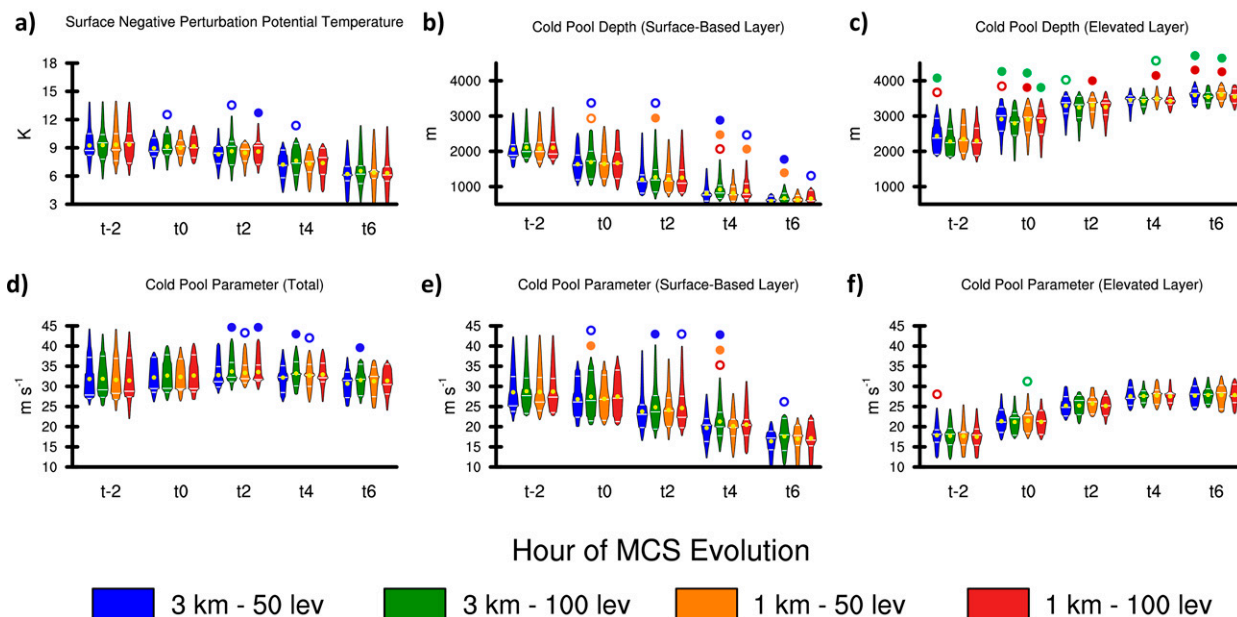 a) Surface Negative Perturbation Potential Temperature
18
15
12
9
6
3
K
t-2 t0 t2 t4 t6
b) Cold Pool Depth (Surface-Based Layer)
4000
3000
2000
1000
m
t-2 t0 t2 t4 t6
c) Cold Pool Depth (Elevated Layer)
4000
3000
2000
1000
m
t-2 t0 t2 t4 t6
d) Cold Pool Parameter (Total)
45
40
35
30
25
20
15
10
m s⁻¹
t-2 t0 t2 t4 t6
e) Cold Pool Parameter (Surface-Based Layer)
45
40
35
30
25
20
15
10
m s⁻¹
t-2 t0 t2 t4 t6
f) Cold Pool Parameter (Elevated Layer)
45
40
35
30
25
20
15
10
m s⁻¹
t-2 t0 t2 t4 t6
Hour of MCS Evolution
3 km - 50 lev 3 km - 100 lev 1 km - 50 lev 1 km - 100 lev